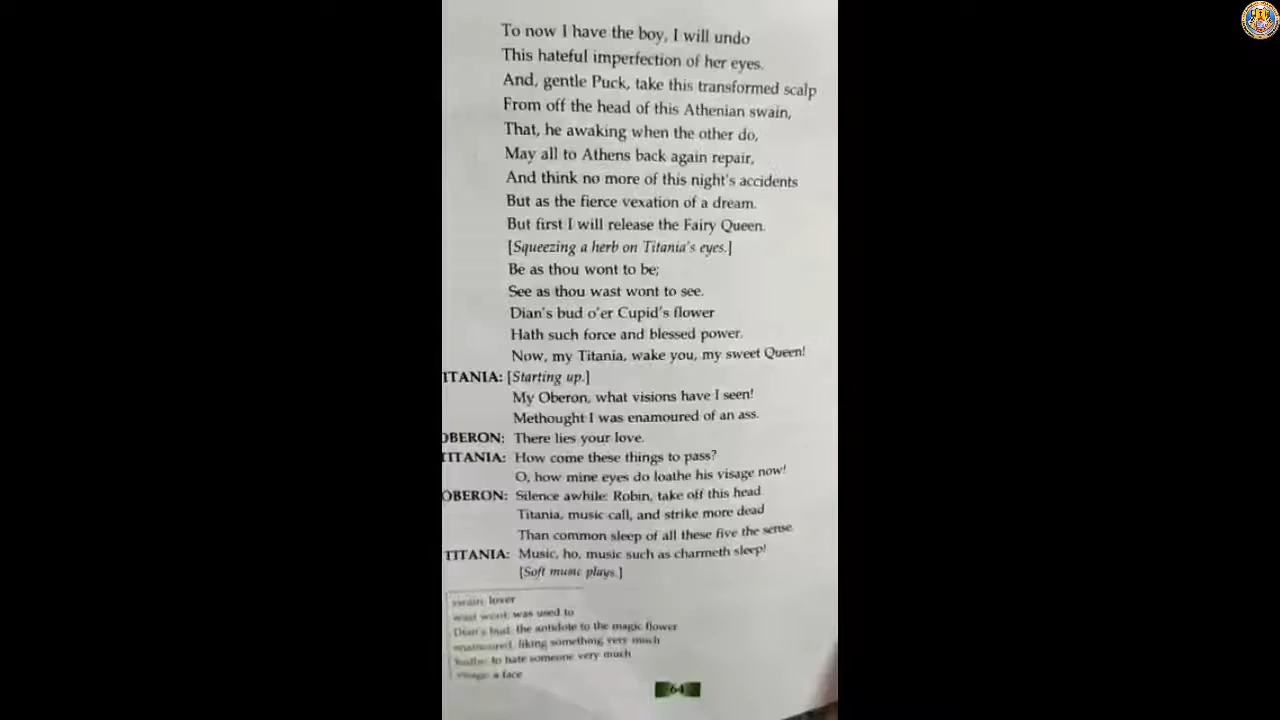 To now I have the boy, I will undo
This hateful imperfection of her eyes.
And, gentle Puck, take this transformed scalp
From off the head of this Athenian swain,
That, he awaking when the other do,
May all to Athens back again repair,
And think no more of this night's accidents
But as the fierce vexation of a dream.
But first I will release the Fairy Queen.
[Squeezing a herb on Titania's eyes.]
Be as thou wont to be;
See as thou wast wont to see.
Dian's bud o'er Cupid's flower
Hath such force and blessed power.
Now, my Titania, wake you, my sweet Queen!
ITANIA: [Starting up.]
My Oberon, what visions have I seen!
Methought I was enamoured of an ass.
OBERON: There lies your love.
TITANIA: How come these things to pass?
O, how mine eyes do loathe his visage now!
OBERON: Silence awhile: Robin, take off this head
Titania, music call, and strike more dead
Than common sleep of all these five the sense
TITANIA: Music, ho, music such as charmeth sleep!
[Soft music plays.]
swain: lover
wast wont: was used to
Dian's bud: the antidote to the magic flower
enamoured: liking something very much
loathe: to hate someone very much
visage: a face
64